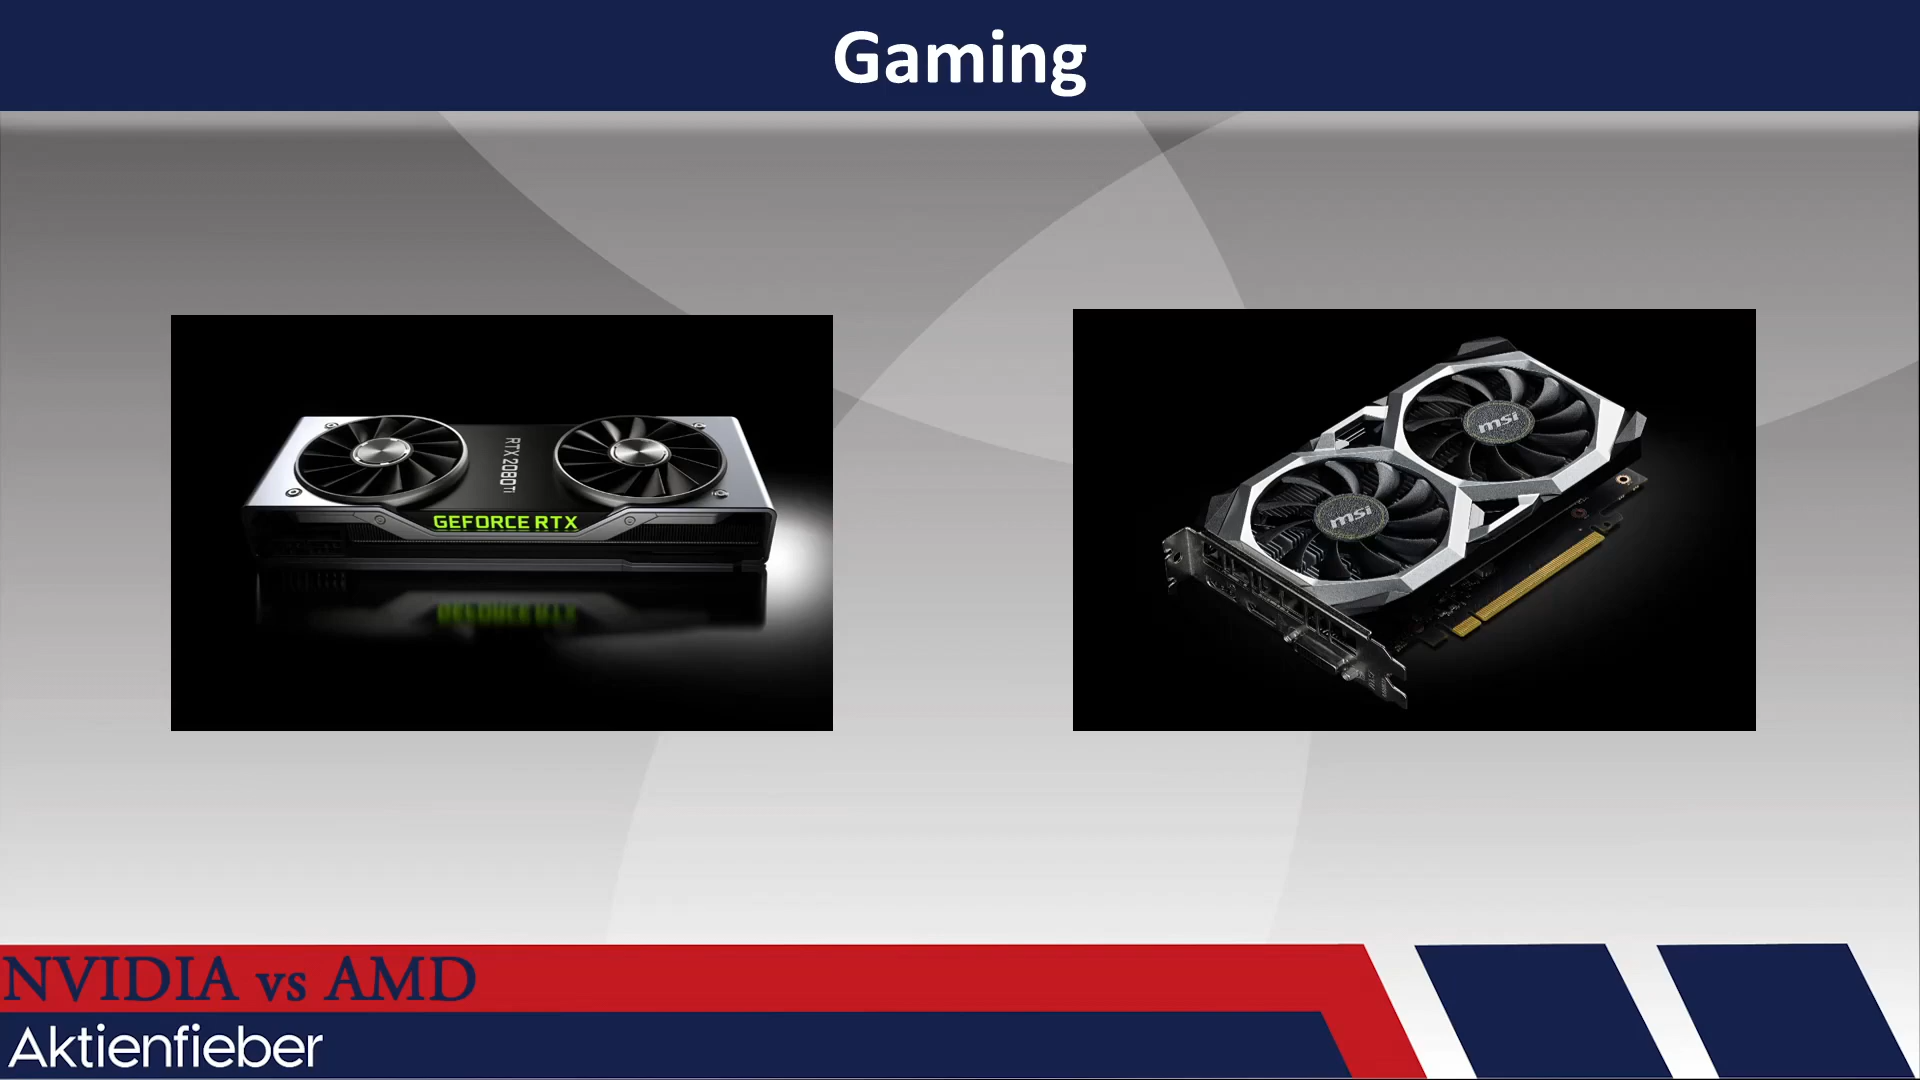 Gaming
RTX 2080 Ti
GEFORCE RTX
msi
msi
NVIDIA vs AMD
Aktienfieber